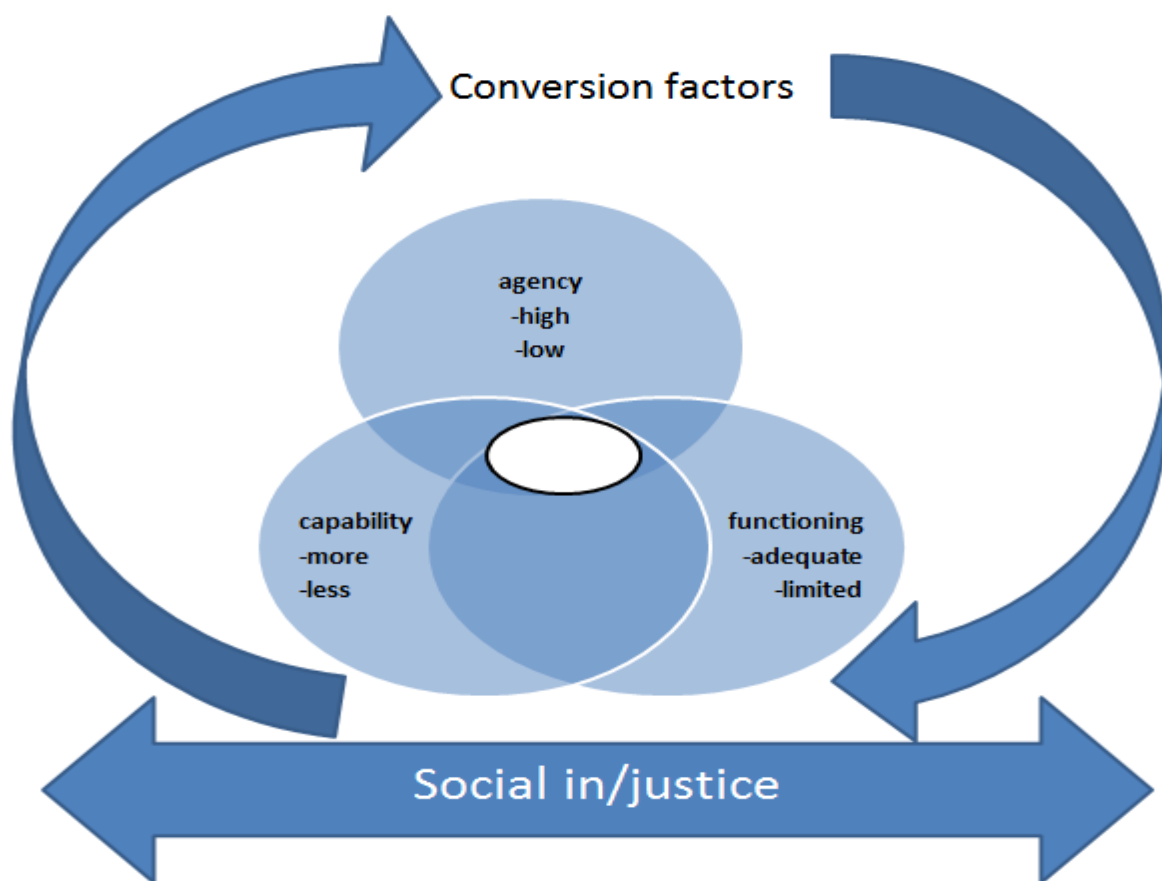 Conversion factors
agency
-high
-low
capability
-more
-less
functioning
-adequate
-limited
Social in/justice